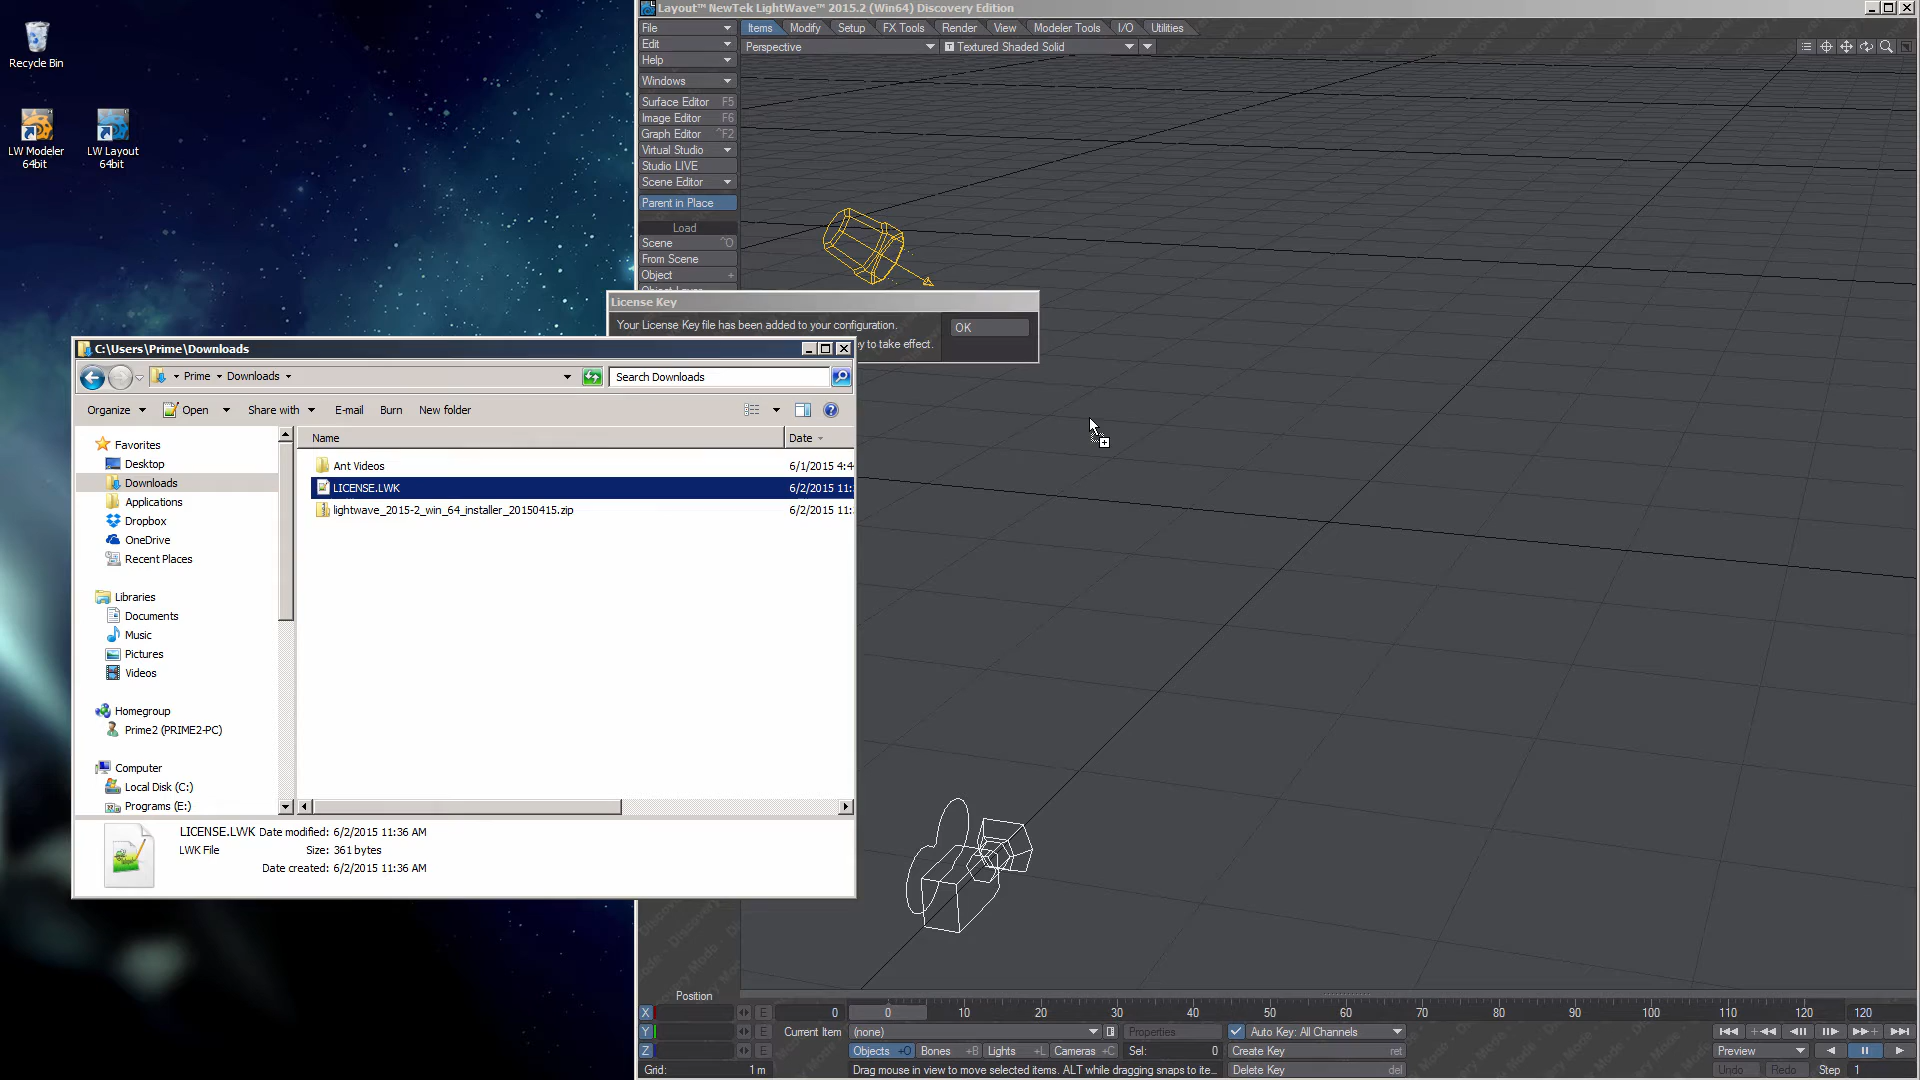 Recycle Bin
LW Modeler
64bit
LW Layout
64bit
Layout™ NewTek LightWave™ 2015.2 (Win64) Discovery Edition
File
Edit
Help
Windows
Surface Editor F5
Image Editor F6
Graph Editor ^F2
Virtual Studio
Studio LIVE
Scene Editor
Parent in Place
Load
Scene ^O
From Scene
Object +
Items Modify Setup FX Tools Render View Modeler Tools I/O Utilities
Perspective T Textured Shaded Solid
License Key
Your License Key file has been added to your configuration.
to take effect.
OK
C:\Users\Prime\Downloads
Prime Downloads
Search Downloads
Organize Open Share with E-mail Burn New folder
Favorites
Desktop
Downloads
Applications
Dropbox
OneDrive
Recent Places
Libraries
Documents
Music
Pictures
Videos
Homegroup
Prime2 (PRIME2-PC)
Computer
Local Disk (C:)
Programs (E:)
Name Date
Ant Videos 6/1/2015 4:4
LICENSE.LWK 6/2/2015 11:
lightwave_2015-2_win_64_installer_20150415.zip 6/2/2015 11:
LICENSE.LWK Date modified: 6/2/2015 11:36 AM
LWK File Size: 361 bytes
Date created: 6/2/2015 11:36 AM
Position
X E 0 0 10 20 30 40 50 60 70 80 90 100 110 120 120
Y E Current Item (none) Properties Auto Key: All Channels
Z E Objects +O Bones +B Lights +L Cameras +C Sel: 0 Create Key ret Preview
Grid: 1 m Drag mouse in view to move selected items. ALT while dragging snaps to ite... Delete Key del Undo Redo Step 1